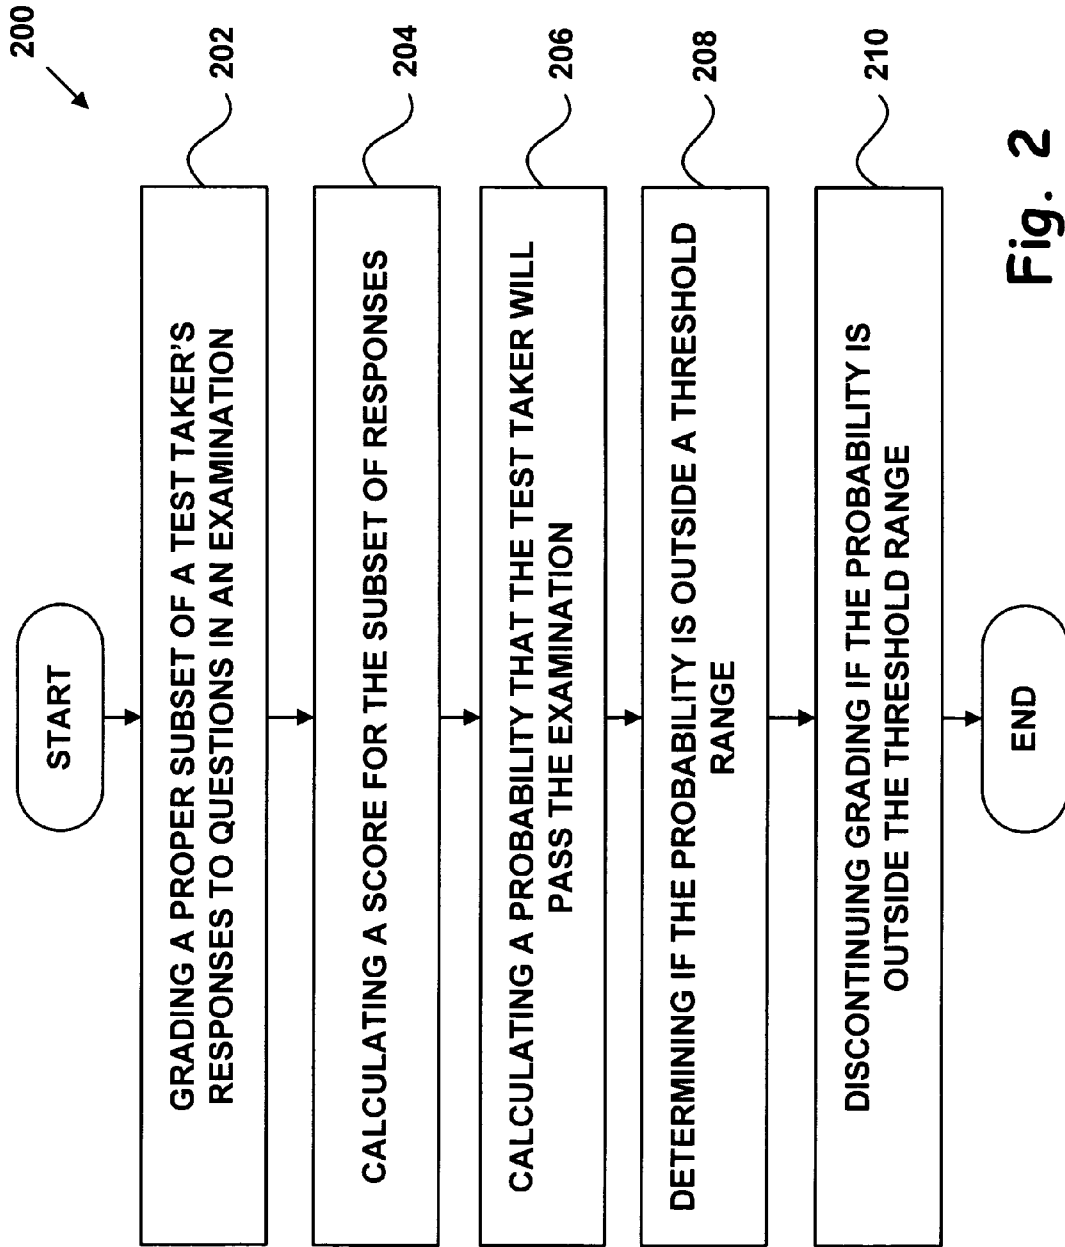 200
START
GRADING A PROPER SUBSET OF A TEST TAKER'S
RESPONSES TO QUESTIONS IN AN EXAMINATION
202
CALCULATING A SCORE FOR THE SUBSET OF RESPONSES
204
CALCULATING A PROBABILITY THAT THE TEST TAKER WILL
PASS THE EXAMINATION
206
DETERMINING IF THE PROBABILITY IS OUTSIDE A THRESHOLD
RANGE
208
DISCONTINUING GRADING IF THE PROBABILITY IS
OUTSIDE THE THRESHOLD RANGE
210
END
Fig. 2